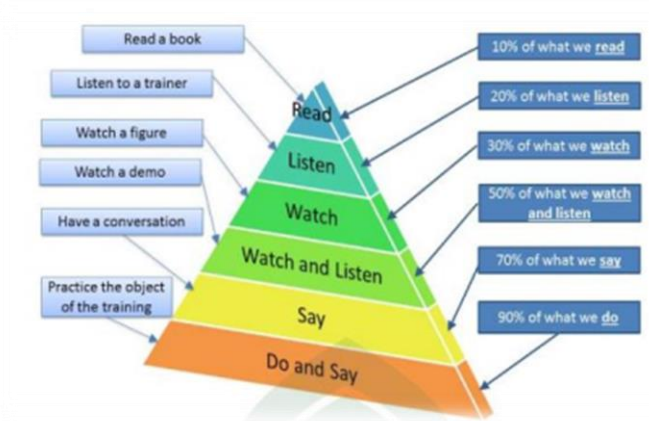 Read a book
Listen to a trainer
Watch a figure
Watch a demo
Have a conversation
Practice the object
of the training
Read
Listen
Watch
Watch and Listen
Say
Do and Say
10% of what we read
20% of what we listen
30% of what we watch
50% of what we watch
and listen
70% of what we say
90% of what we do